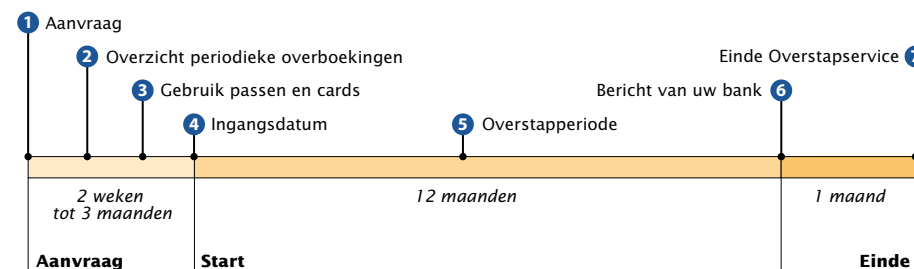 1 Aanvraag
2 Overzicht periodieke overboekingen
Einde Overstapservice 7
3 Gebruik passen en cards
Bericht van uw bank 6
4 Ingangsdatum
5 Overstapperiode
2 weken
tot 3 maanden
12 maanden
1 maand
Aanvraag
Start
Einde